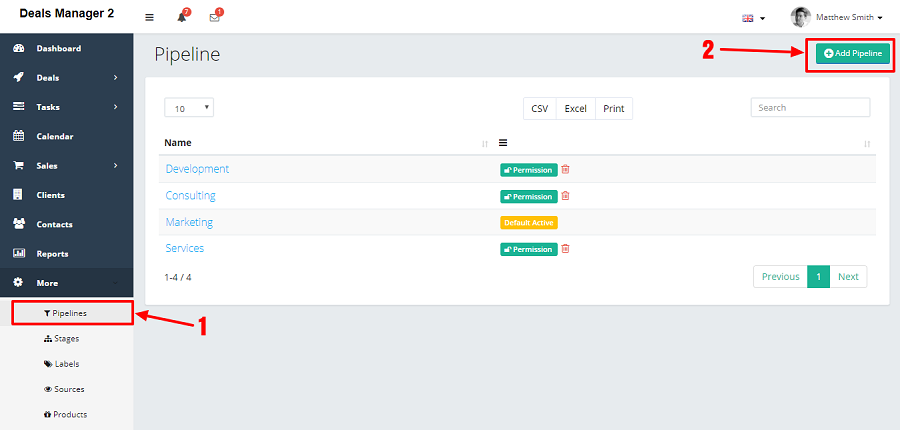 Deals Manager 2
7
1
Matthew Smith
Dashboard
Deals
Tasks
Calendar
Sales
Clients
Contacts
Reports
More
Pipelines
Stages
Labels
Sources
Products
1
Pipeline
2
Add Pipeline
10
CSV Excel Print
Search
Name
Development Permission
Consulting Permission
Marketing Default Active
Services Permission
1-4 / 4
Previous 1 Next